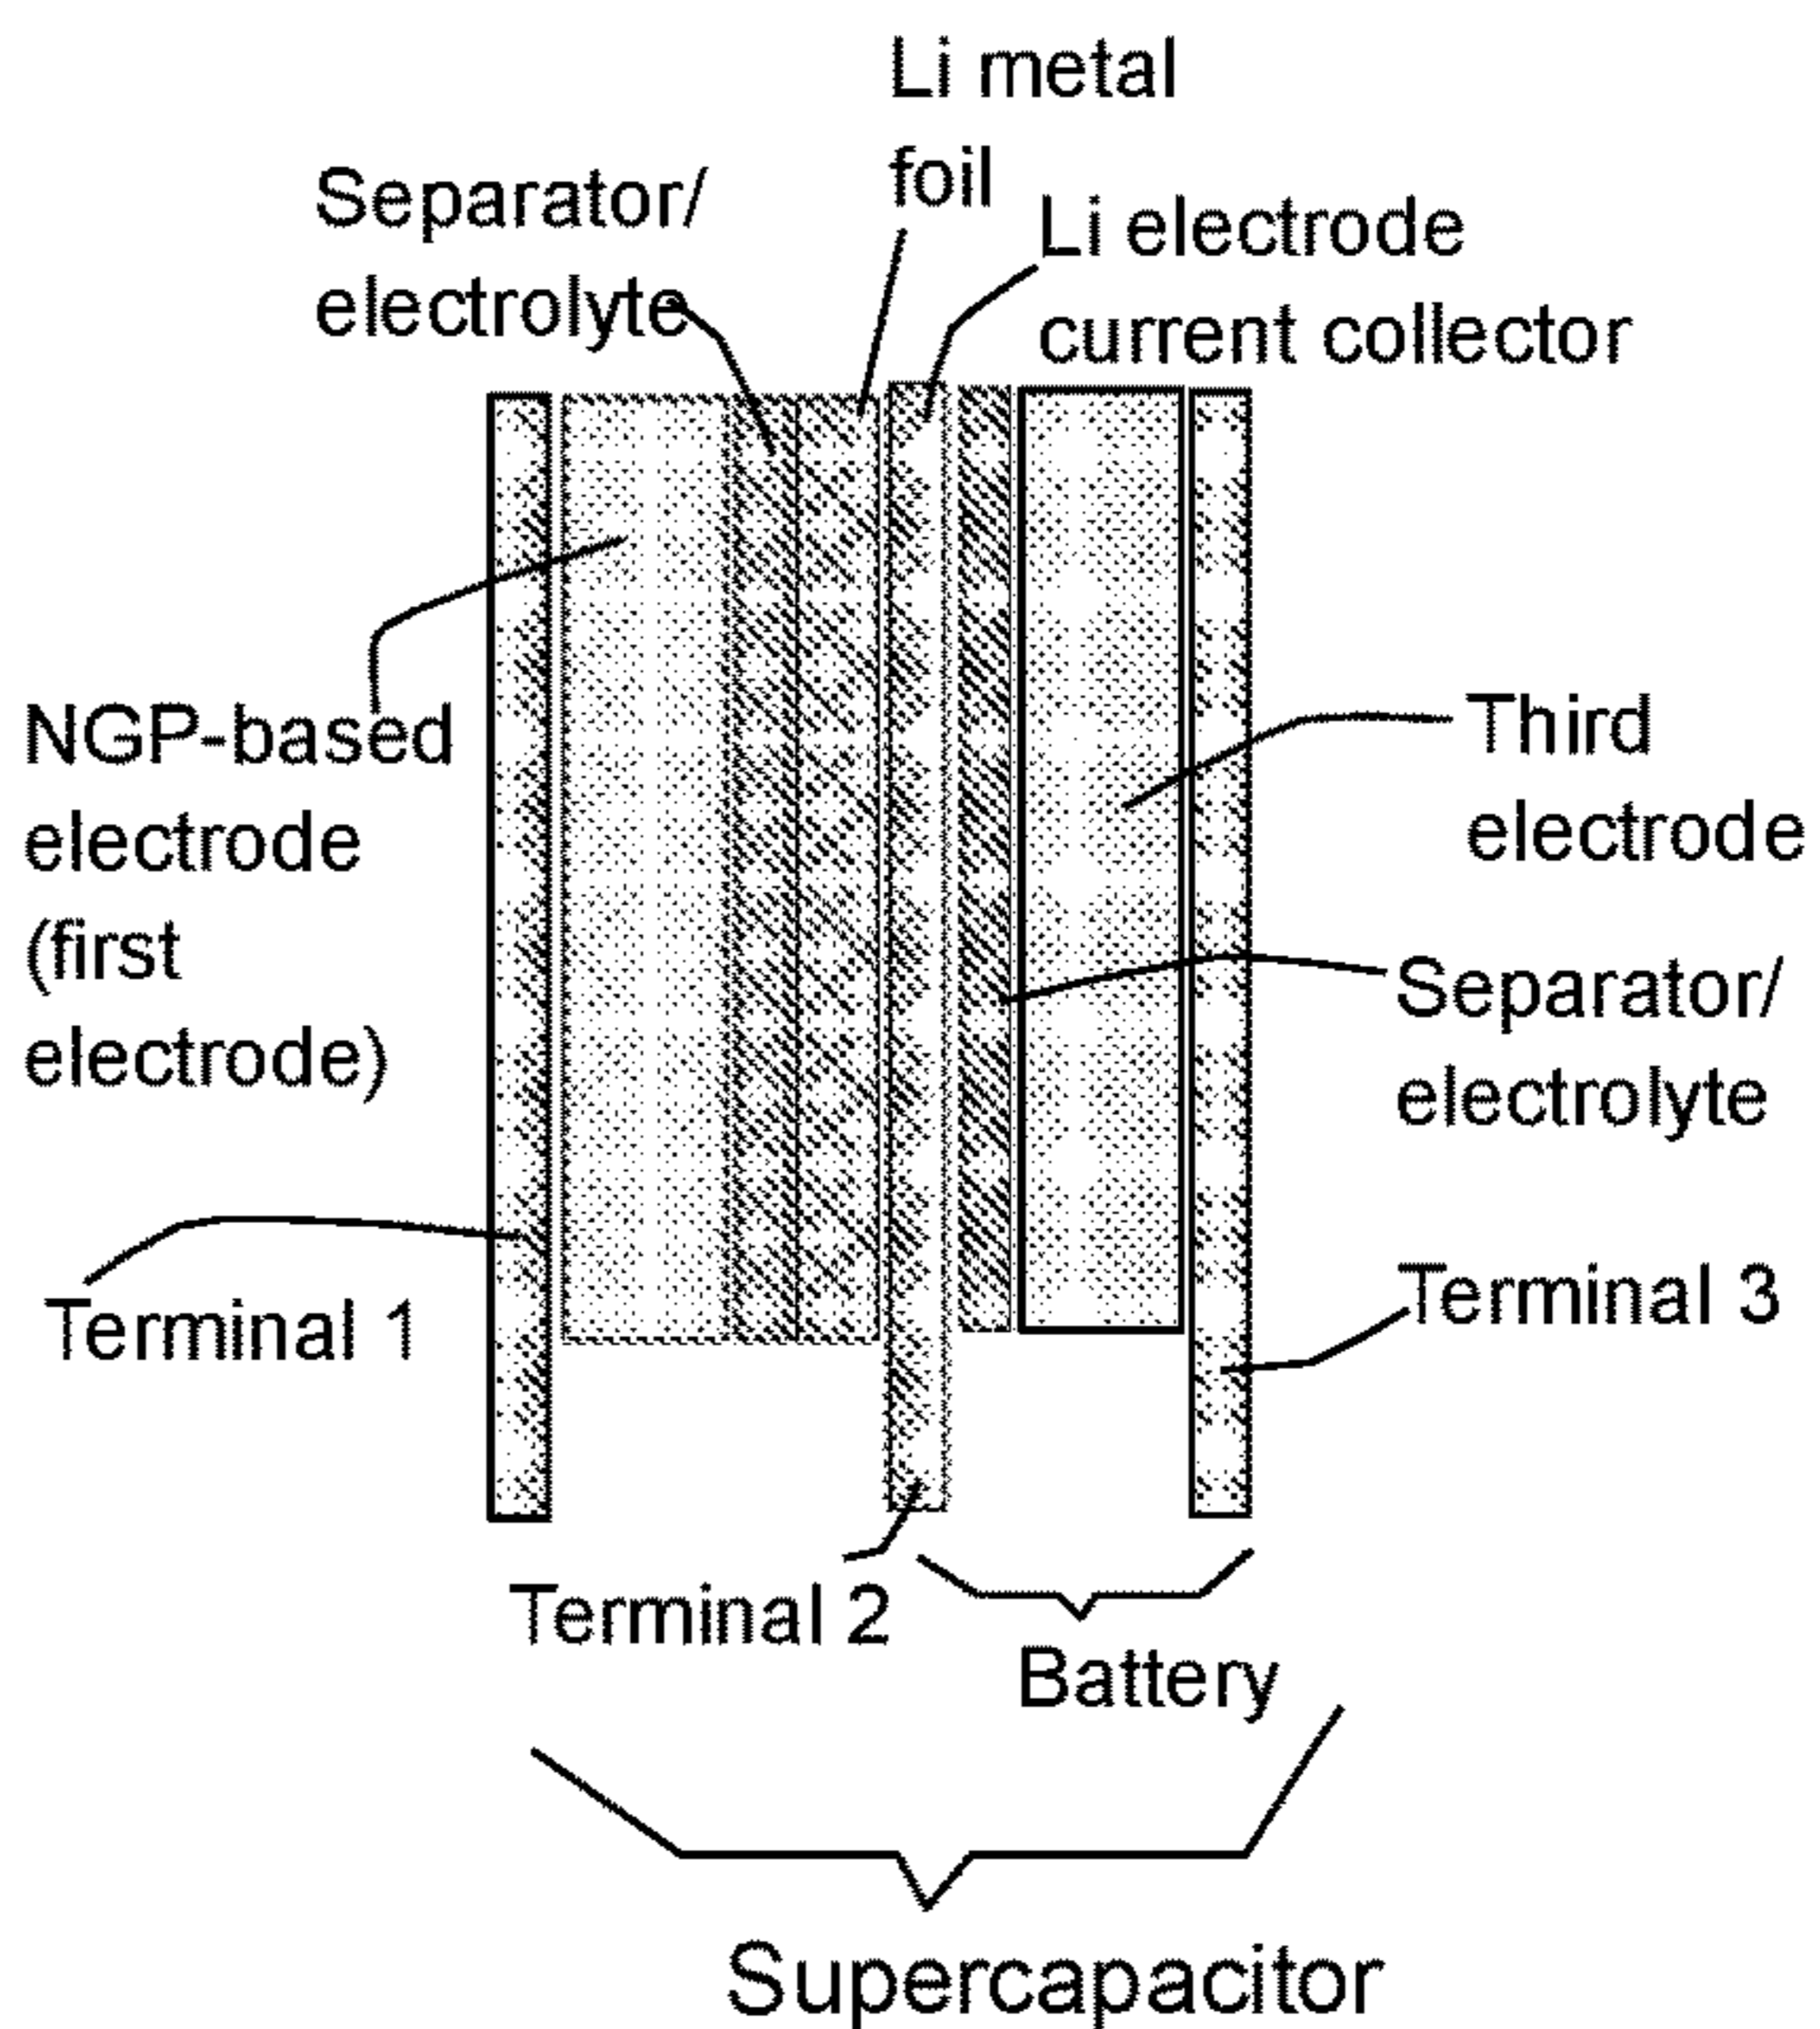 Li metal
foil
Separator/
electrolyte
Li electrode
current collector
NGP-based
electrode
(first
electrode)
Third
electrode
Separator/
electrolyte
Terminal 1
Terminal 3
Terminal 2
Battery
Supercapacitor